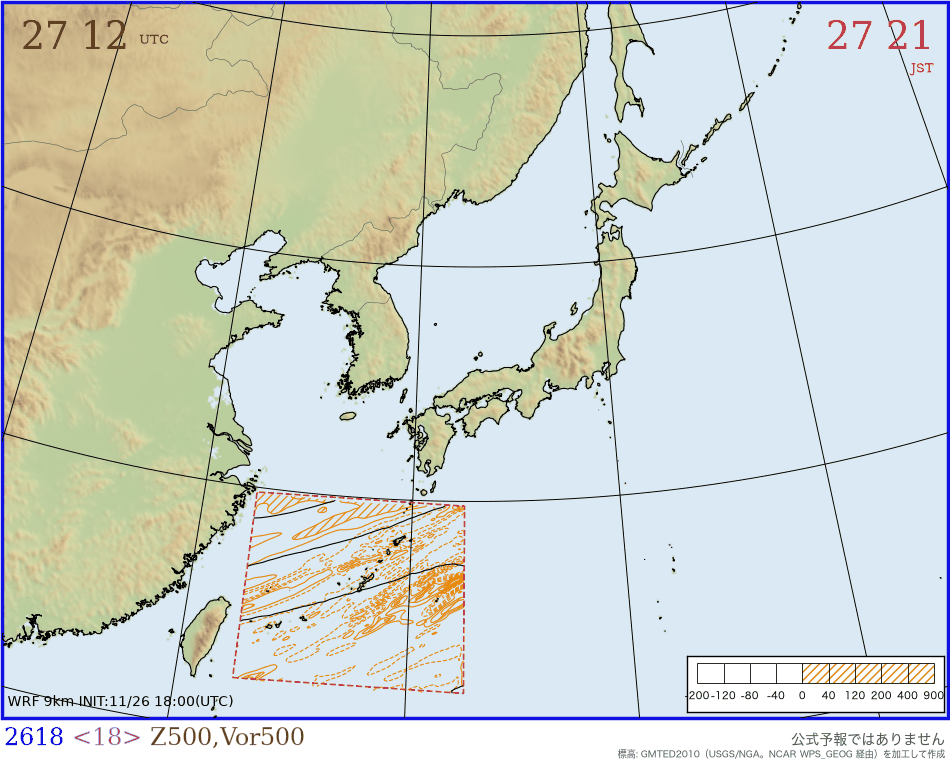 27 12 UTC
27 21
JST
-200 -120 -80 -40 0 40 120 200 400 900
WRF 9km INIT:11/26 18:00(UTC)
2618 <18> Z500,Vor500
公式予報ではありません
標高: GMTED2010（USGS/NGA。NCAR WPS_GEOG 経由）を加工して作成